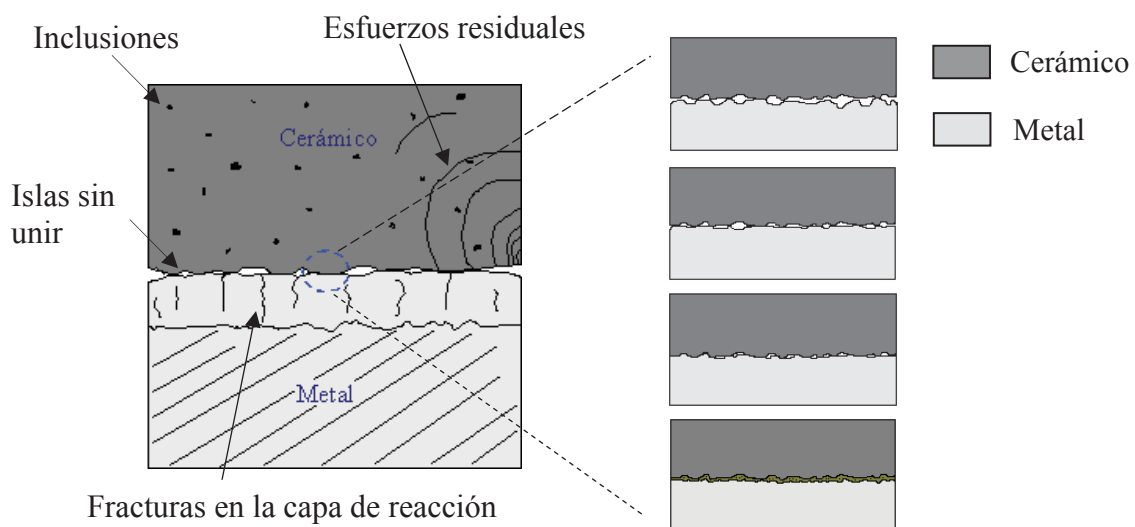 Inclusiones
Esfuerzos residuales
Cerámico
Islas sin
unir
Metal
Fracturas en la capa de reacción
Cerámico
Metal